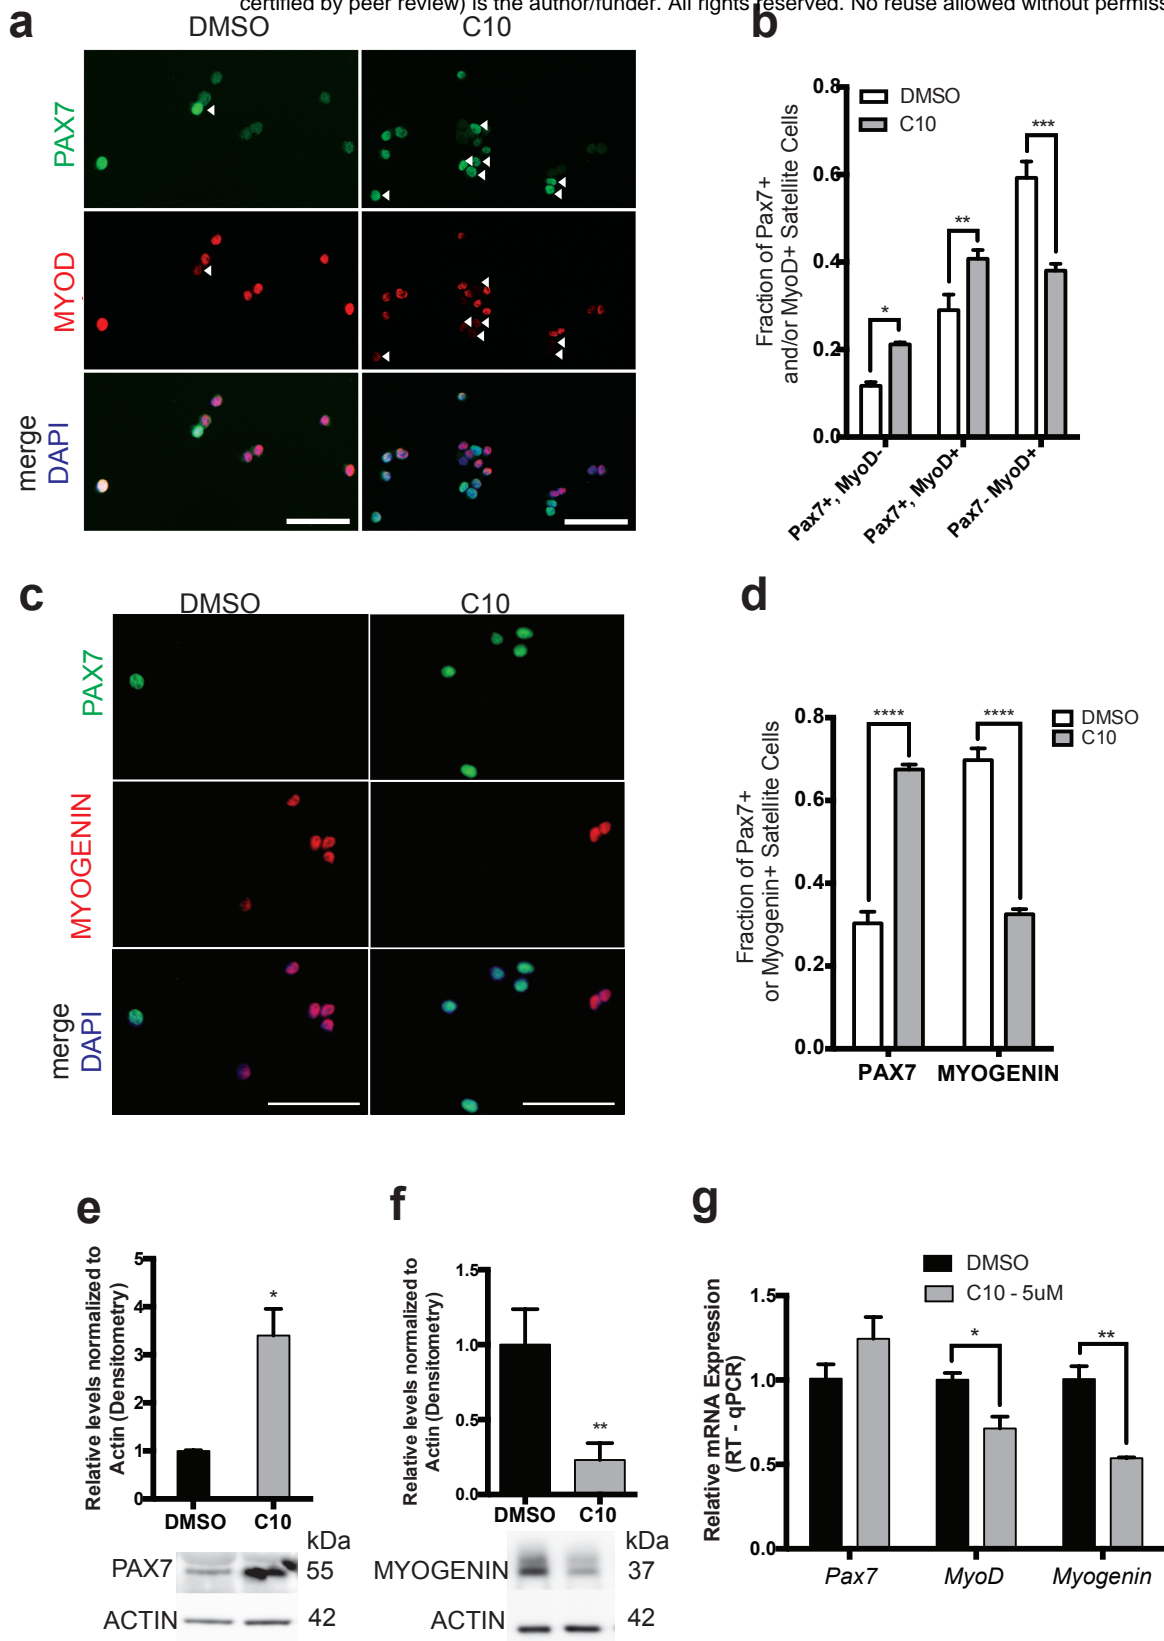 certified by peer review) is the author/funder. All rights reserved. No reuse allowed without permiss
a
DMSO
C10
PAX7
MYOD
merge
DAPI
b
0.8
0.6
0.4
0.2
0.0
Fraction of Pax7+
and/or MyoD+ Satellite Cells
DMSO
C10
*
**
***
Pax7+, MyoD-
Pax7+, MyoD+
Pax7- MyoD+
c
DMSO
C10
PAX7
MYOGENIN
merge
DAPI
d
0.8
0.6
0.4
0.2
0.0
Fraction of Pax7+
or Myogenin+ Satellite Cells
****
****
DMSO
C10
PAX7
MYOGENIN
e
Relative levels normalized to
Actin (Densitometry)
5
4
3
2
1
0
*
DMSO
C10
kDa
PAX7
55
ACTIN
42
f
Relative levels normalized to
Actin (Densitometry)
1.5
1.0
0.5
0.0
**
DMSO
C10
kDa
MYOGENIN
37
ACTIN
42
g
Relative mRNA Expression
(RT - qPCR)
1.5
1.0
0.5
0.0
DMSO
C10 - 5uM
*
**
Pax7
MyoD
Myogenin